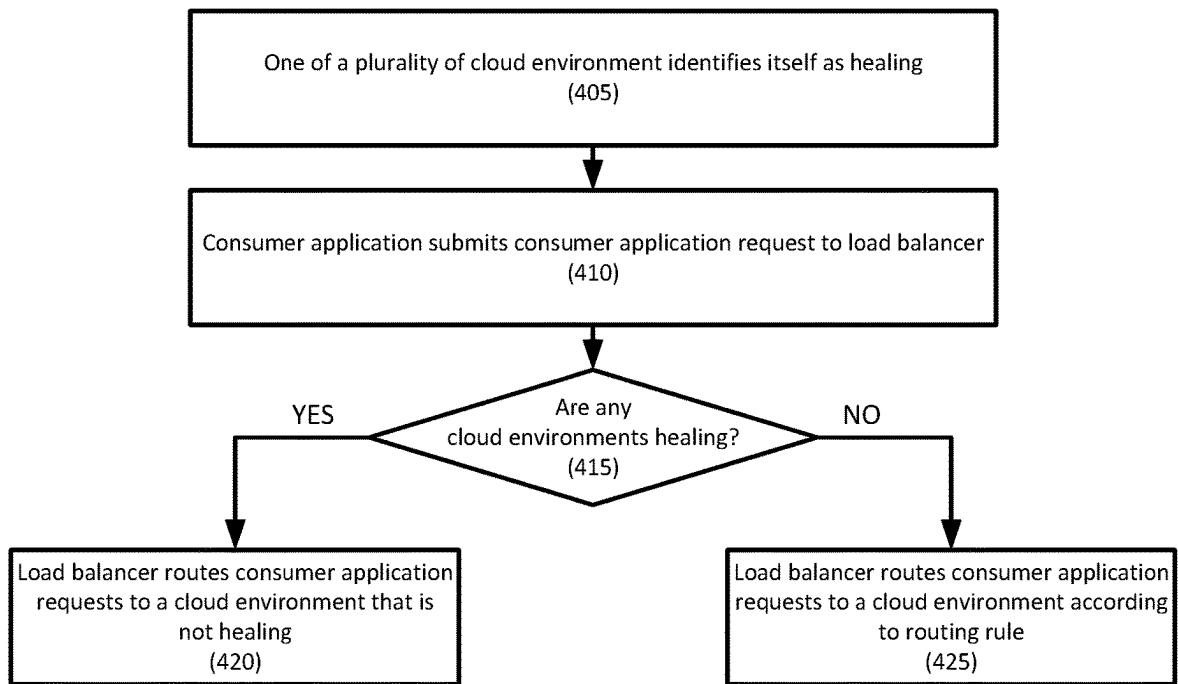 One of a plurality of cloud environment identifies itself as healing
(405)
Consumer application submits consumer application request to load balancer
(410)
YES
Are any
cloud environments healing?
(415)
NO
Load balancer routes consumer application
requests to a cloud environment that is
not healing
(420)
Load balancer routes consumer application
requests to a cloud environment according
to routing rule
(425)